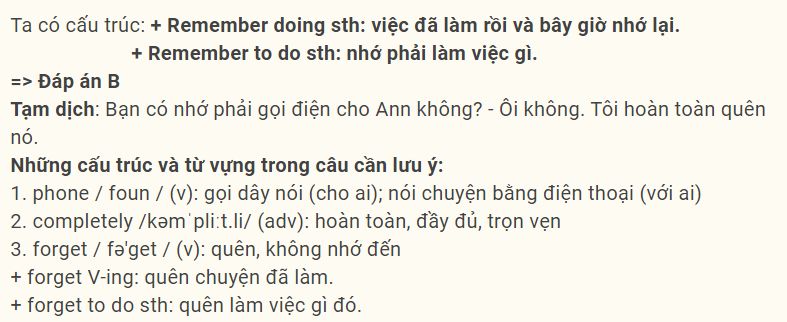 Ta có cấu trúc: + Remember doing sth: việc đã làm rồi và bây giờ nhớ lại.
+ Remember to do sth: nhớ phải làm việc gì.
=> Đáp án B
Tạm dịch: Bạn có nhớ phải gọi điện cho Ann không? - Ôi không. Tôi hoàn toàn quên
nó.
Những cấu trúc và từ vựng trong câu cần lưu ý:
1. phone / foun / (v): gọi dây nói (cho ai); nói chuyện bằng điện thoại (với ai)
2. completely /kəmˈpliːt.li/ (adv): hoàn toàn, đầy đủ, trọn vẹn
3. forget / fə'get / (v): quên, không nhớ đến
+ forget V-ing: quên chuyện đã làm.
+ forget to do sth: quên làm việc gì đó.